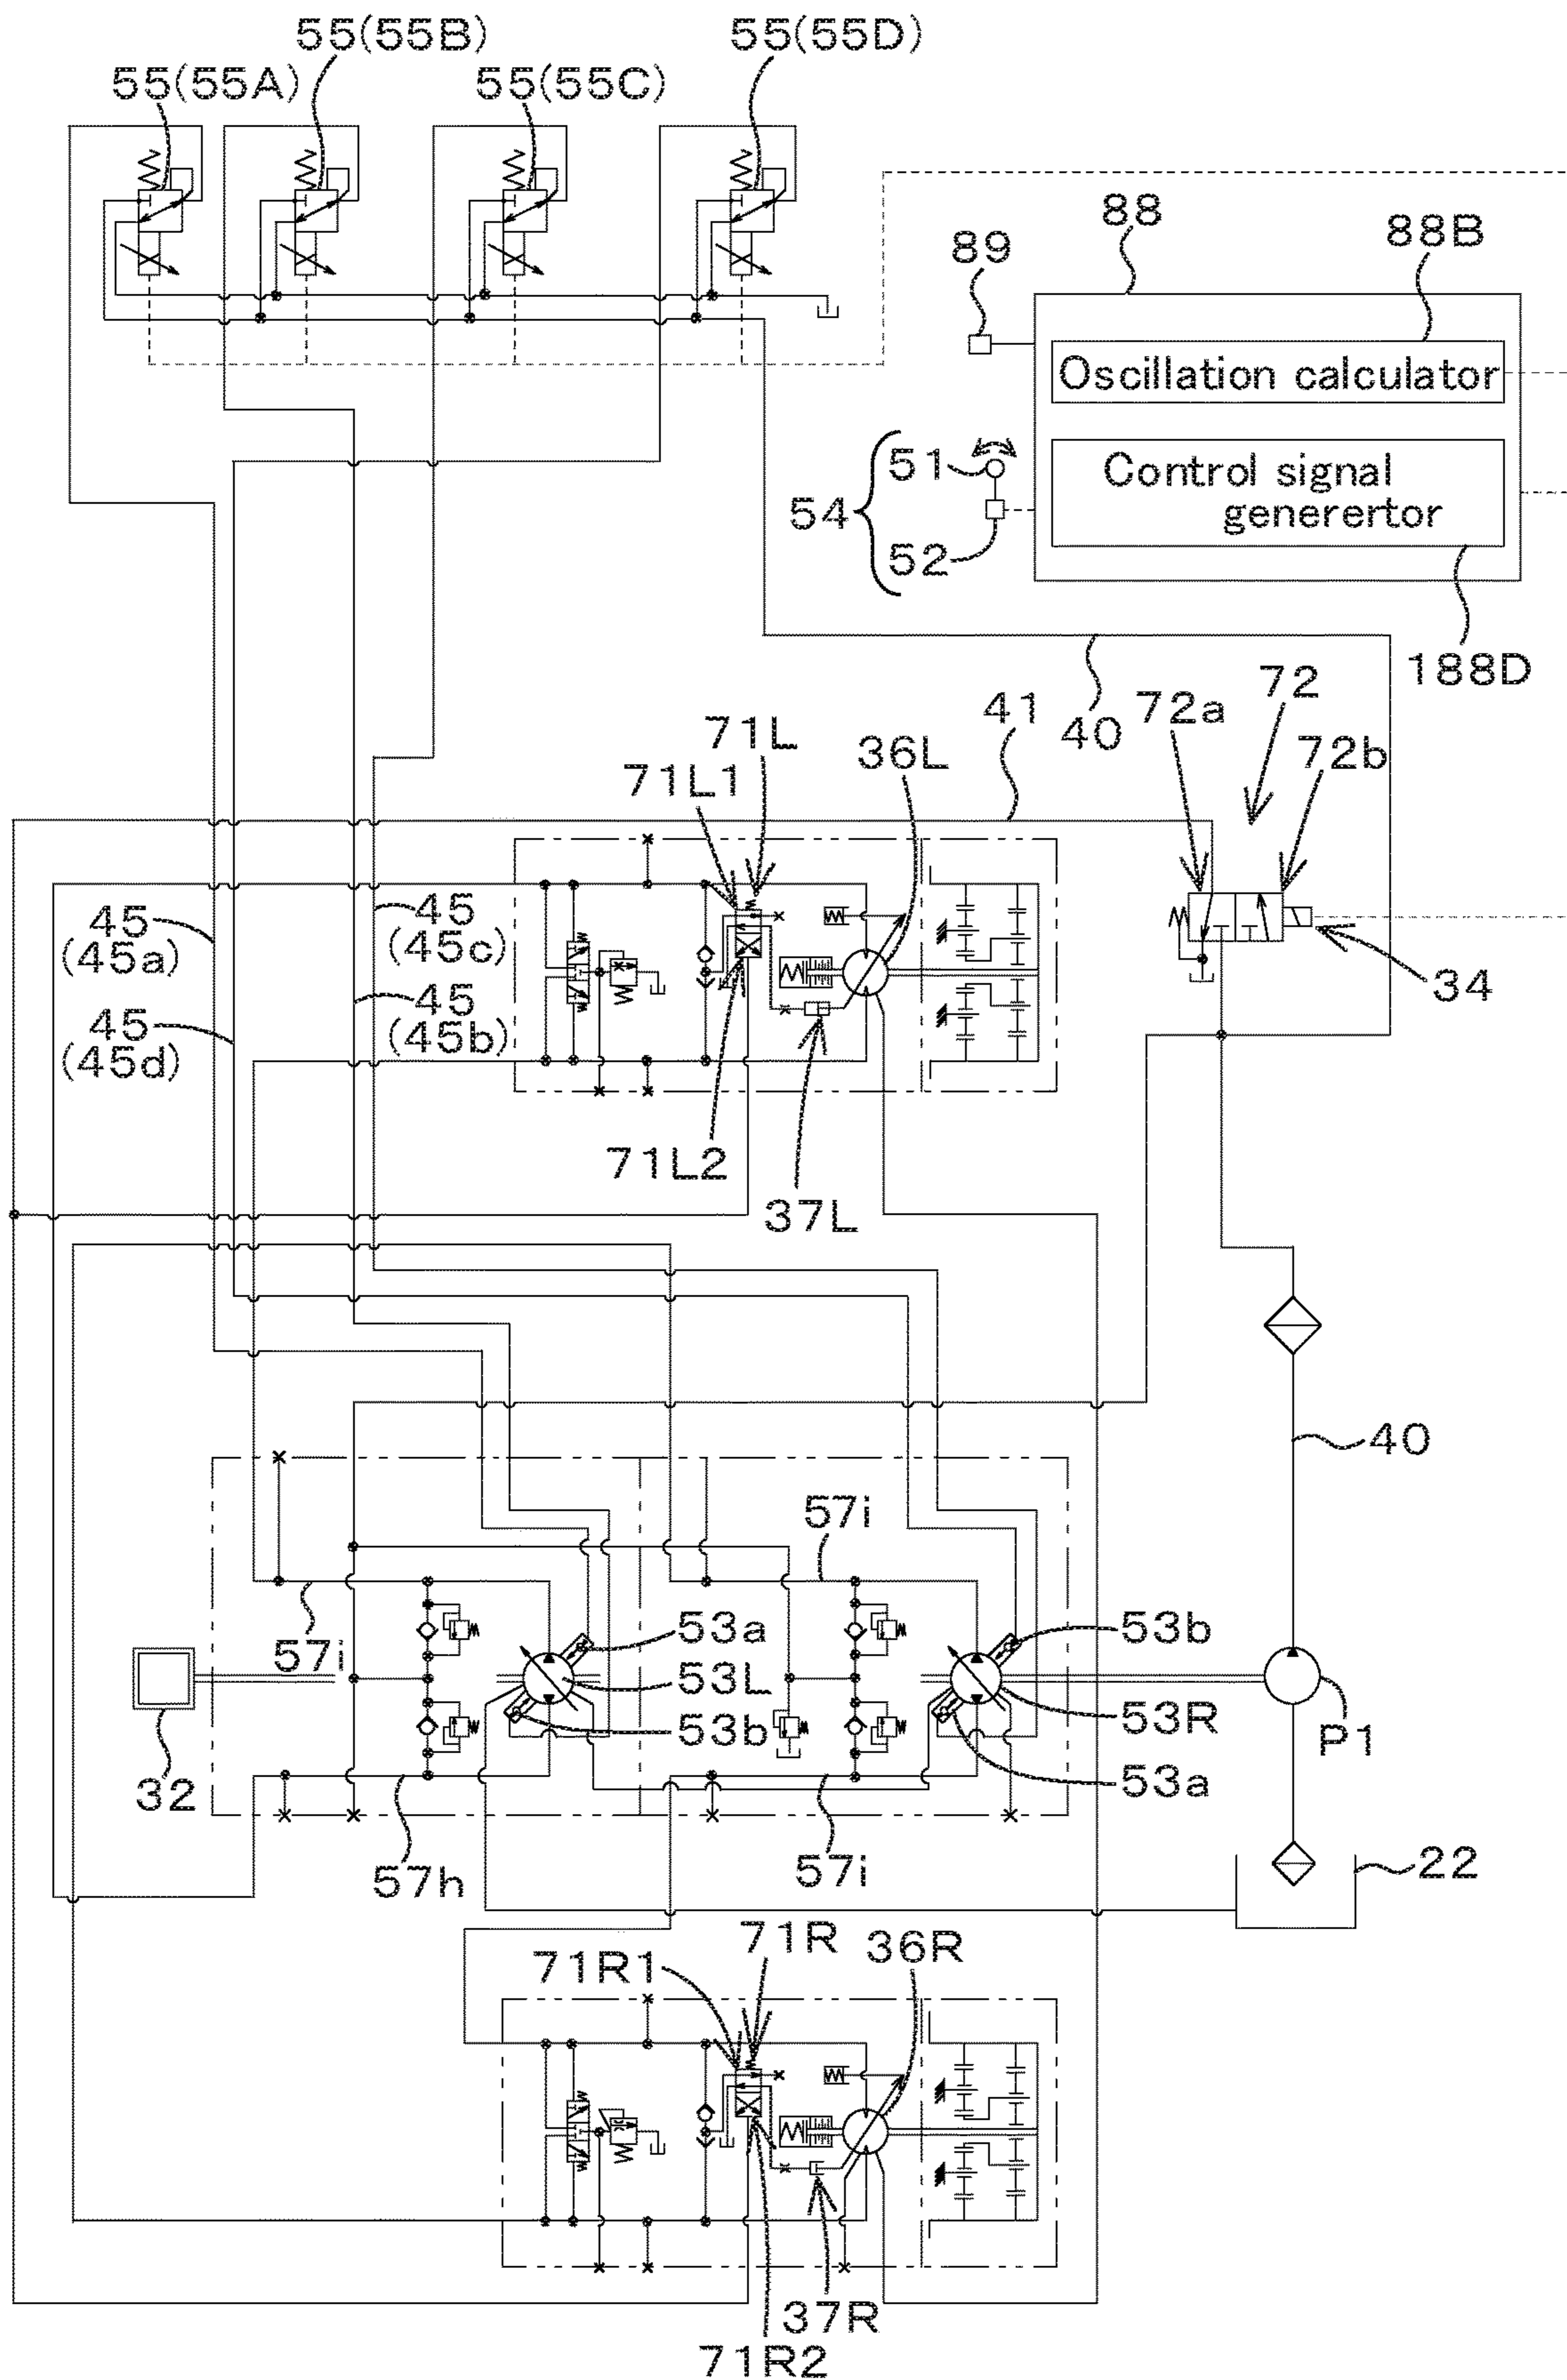 55(55B)
55(55D)
55(55A)
55(55C)
88
89
88B
Oscillation calculator
51
54
52
Control signal
generertor
188D
40
41
72a
72
72b
71L
71L1
36L
34
45
(45a)
45
(45c)
45
(45b)
45
(45d)
71L2
37L
40
57i
57i
53a
53L
53b
53b
53R
53a
P1
32
57h
57i
22
71R1
71R
36R
37R
71R2